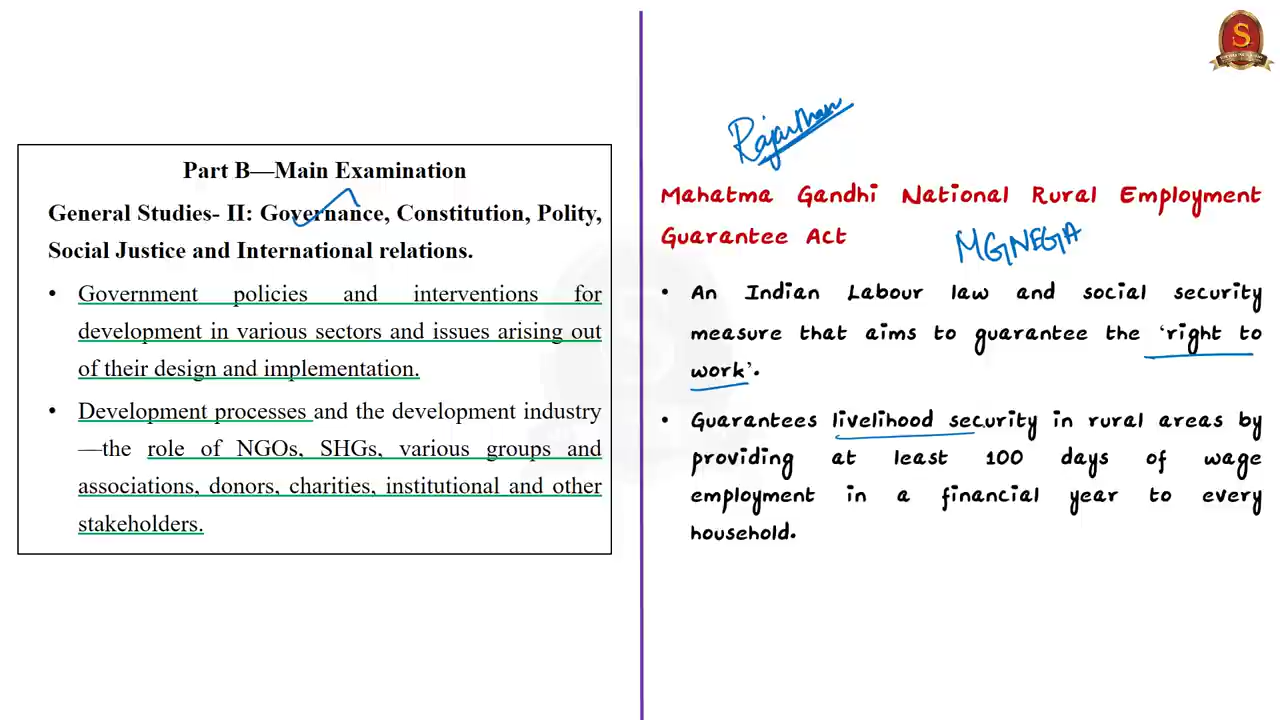 Part B—Main Examination
General Studies- II: Governance, Constitution, Polity,
Social Justice and International relations.
• Government policies and interventions for
development in various sectors and issues arising out
of their design and implementation.
• Development processes and the development industry
—the role of NGOs, SHGs, various groups and
associations, donors, charities, institutional and other
stakeholders.
S
Rajasthan
Mahatma Gandhi National Rural Employment
Guarantee Act
MGNEGA
• An Indian Labour law and social security
measure that aims to guarantee the ‘right to
work’.
• Guarantees livelihood security in rural areas by
providing at least 100 days of wage
employment in a financial year to every
household.